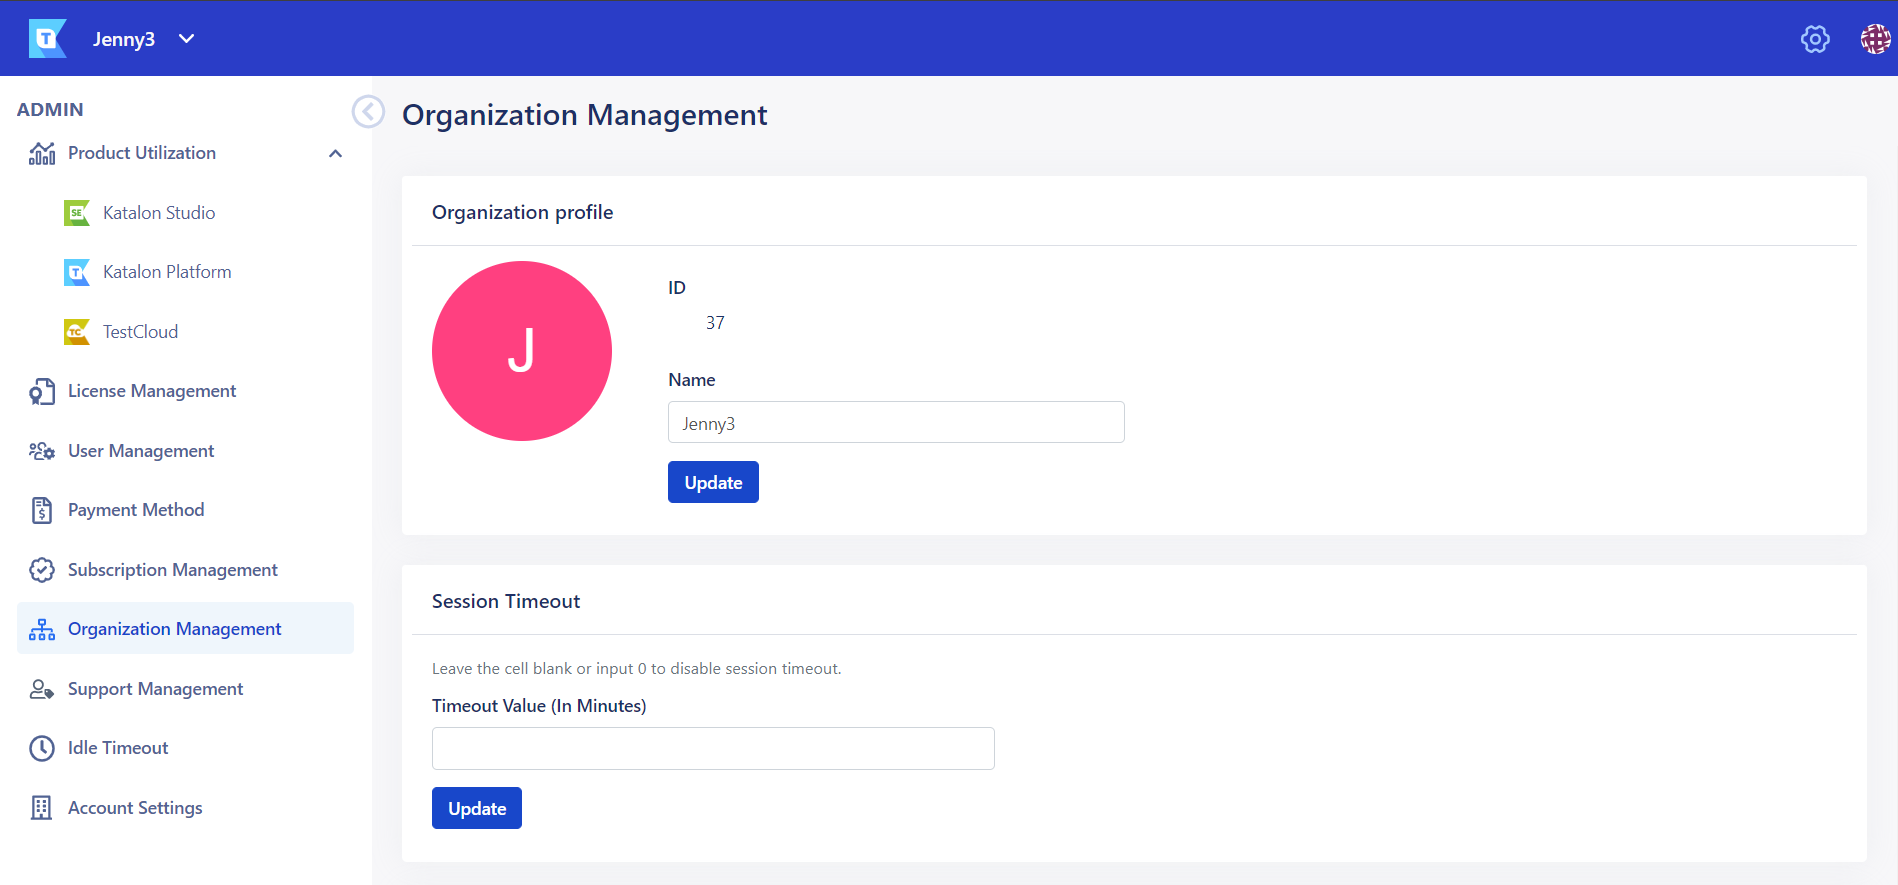 T
Jenny3
ADMIN
Product Utilization
SE
Katalon Studio
T
Katalon Platform
TC
TestCloud
License Management
User Management
Payment Method
Subscription Management
Organization Management
Support Management
Idle Timeout
Account Settings
Organization Management
Organization profile
J
ID
37
Name
Jenny3
Update
Session Timeout
Leave the cell blank or input 0 to disable session timeout.
Timeout Value (In Minutes)
Update